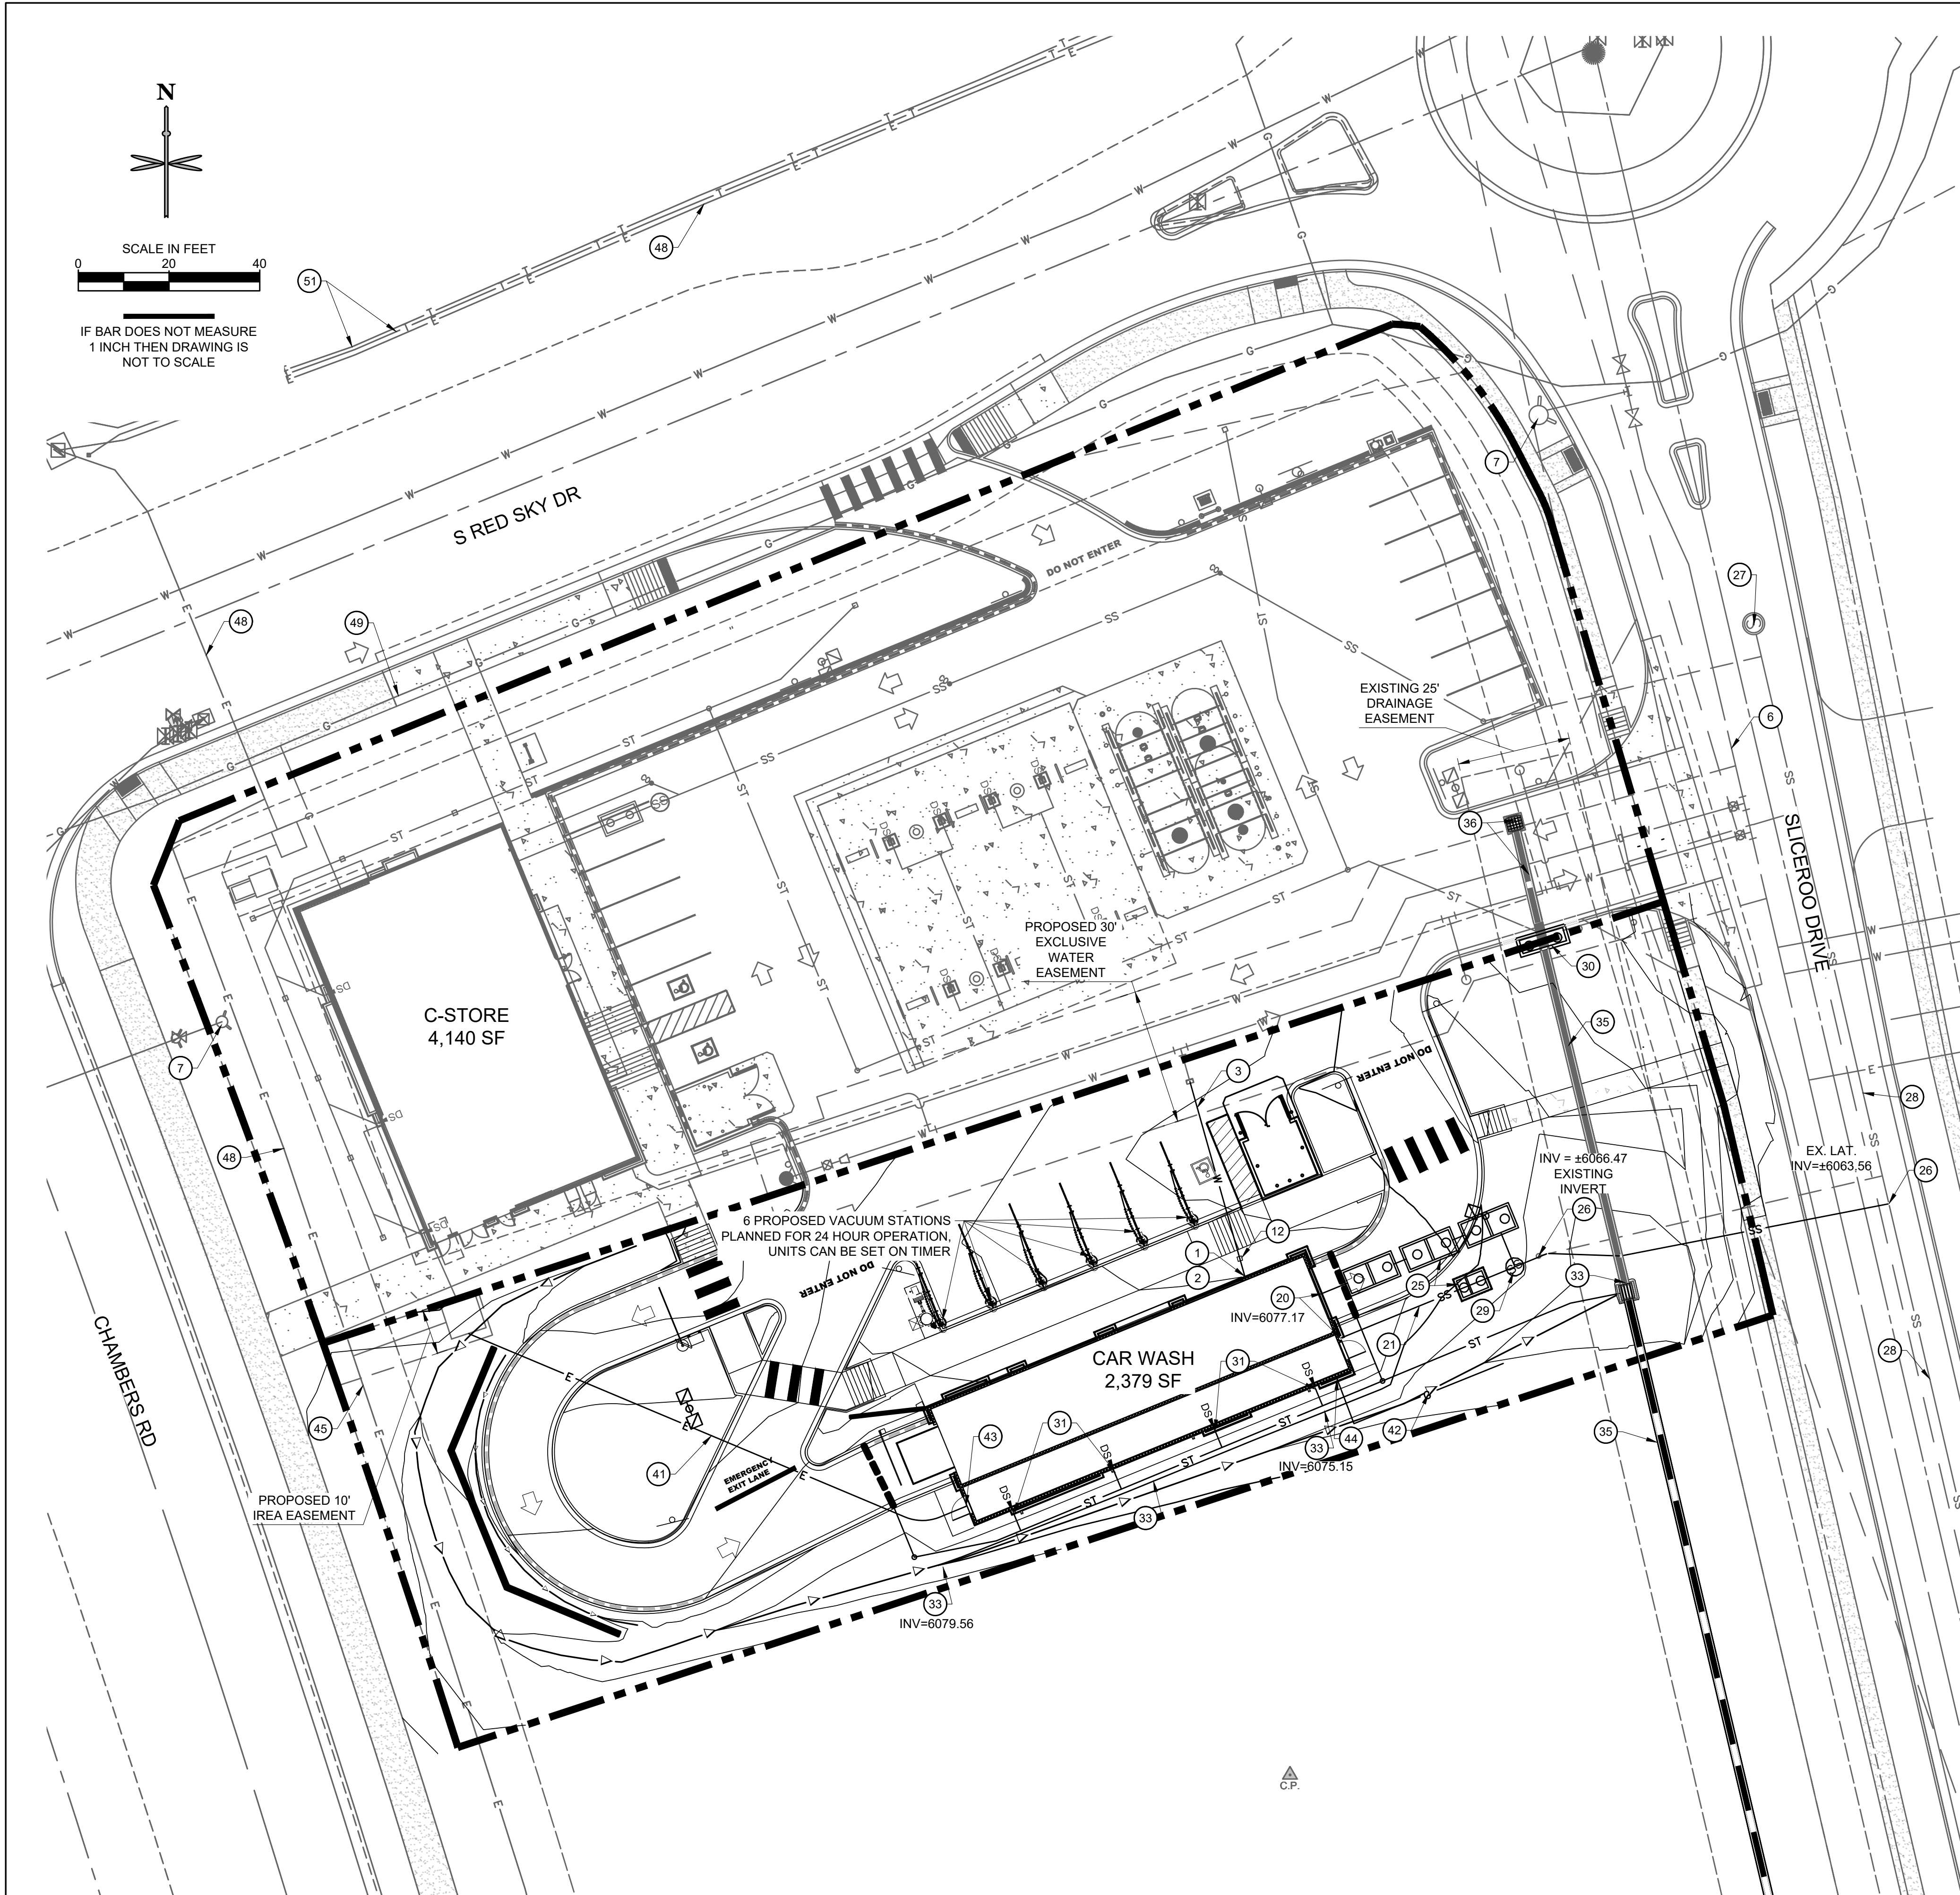 N
SCALE IN FEET
0 20 40
IF BAR DOES NOT MEASURE
1 INCH THEN DRAWING IS
NOT TO SCALE
51
48
S RED SKY DR
7
DO NOT ENTER
27
48
49
EXISTING 25'
DRAINAGE
EASEMENT
6
36
SLICEROO DRIVE
PROPOSED 30'
EXCLUSIVE
WATER
EASEMENT
30
C-STORE
4,140 SF
35
7
3
DO NOT ENTER
28
48
INV = ±6066.47
EXISTING
INVERT
EX. LAT.
INV=±6063.56
26
26
6 PROPOSED VACUUM STATIONS
PLANNED FOR 24 HOUR OPERATION,
UNITS CAN BE SET ON TIMER
12
1
2
DO NOT ENTER
25
33
20
INV=6077.17
29
21
28
CAR WASH
2,379 SF
31
CHAMBERS RD
45
31
43
33
INV=6075.15
44
42
35
41
EMERGENCY
EXIT LANE
PROPOSED 10'
IREA EASEMENT
33
33
INV=6079.56
C.P.